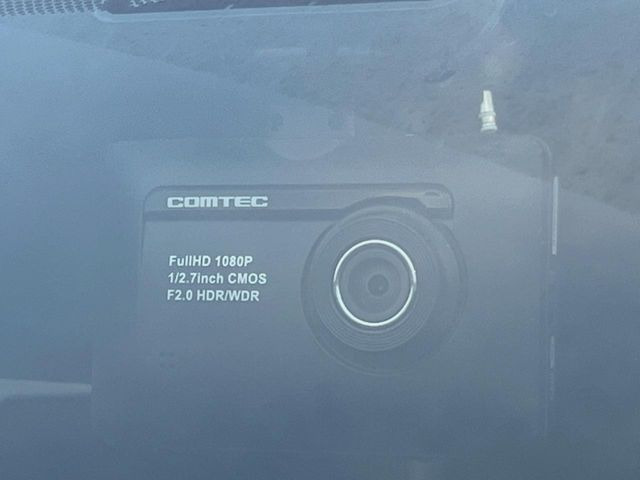 COMTEC
FullHD 1080P
1/2.7inch CMOS
F2.0 HDR/WDR